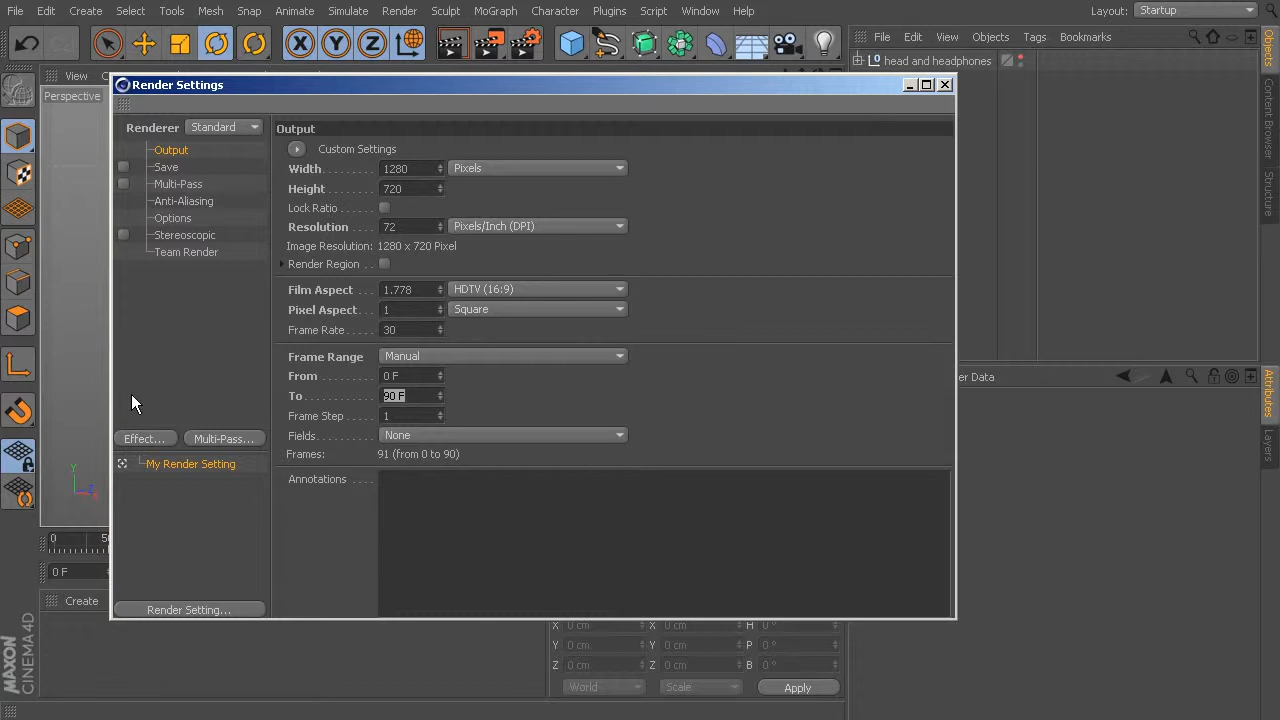 File Edit Create Select Tools Mesh Snap Animate Simulate Render Sculpt MoGraph Character Plugins Script Window Help Layout: Startup
File Edit View Objects Tags Bookmarks
View
Perspective
head and headphones
Render Settings
Renderer Standard
Output
Save
Multi-Pass
Anti-Aliasing
Options
Stereoscopic
Team Render
Effect... Multi-Pass...
My Render Setting
Render Setting...
Output
Custom Settings
Width 1280 Pixels
Height 720
Lock Ratio
Resolution 72 Pixels/Inch (DPI)
Image Resolution: 1280 x 720 Pixel
Render Region
Film Aspect 1.778 HDTV (16:9)
Pixel Aspect 1 Square
Frame Rate 30
Frame Range Manual
From 0 F
To 90 F
Frame Step 1
Fields None
Frames: 91 (from 0 to 90)
Annotations
Data
Objects
Content Browser
Structure
Attributes
Layers
Y
Z
0
0 F
Create
X 0 cm X 0 cm H 0 °
Y 0 cm Y 0 cm P 0 °
Z 0 cm Z 0 cm B 0 °
World Scale Apply
MAXON
CINEMA 4D